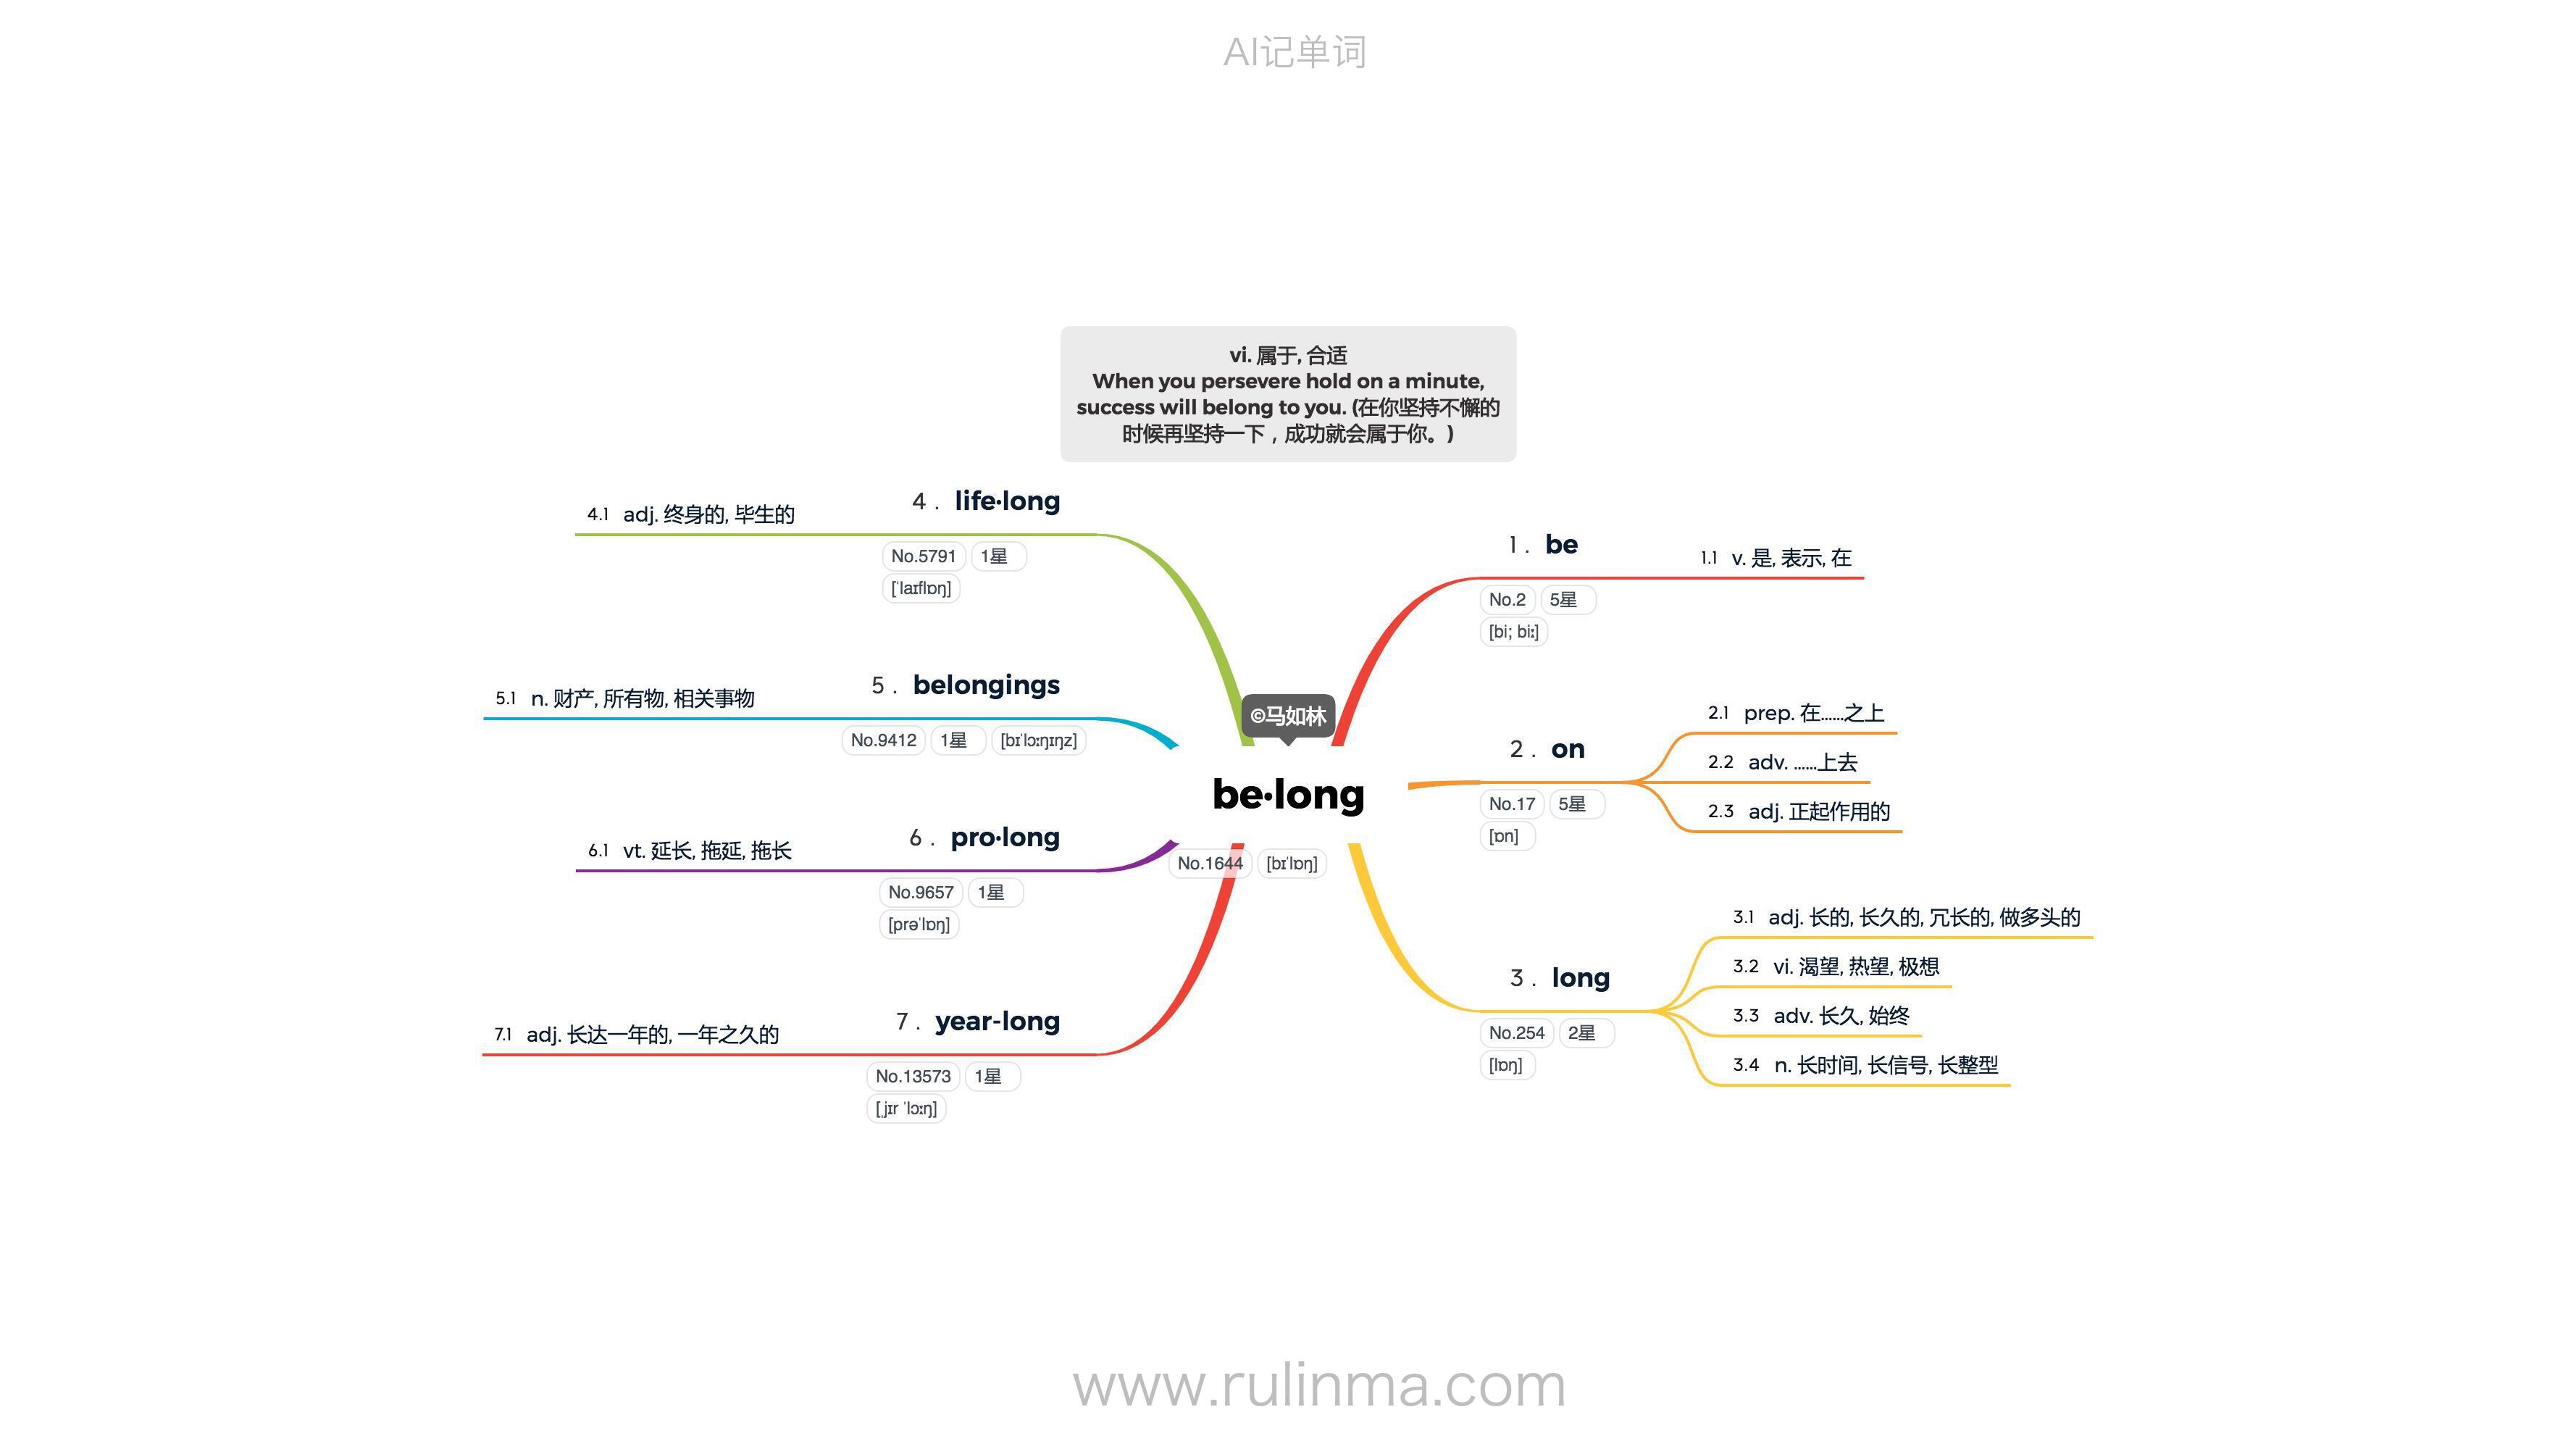 AI记单词
vi. 属于, 合适
When you persevere hold on a minute,
success will belong to you. (在你坚持不懈的
时候再坚持一下，成功就会属于你。)
©马如林
be·long
No.1644 [bɪˈlɒŋ]
1. be
No.2 5星
[bi; biː]
1.1 v. 是, 表示, 在
2. on
No.17 5星
[ɒn]
2.1 prep. 在……之上
2.2 adv. ……上去
2.3 adj. 正起作用的
3. long
No.254 2星
[lɒŋ]
3.1 adj. 长的, 长久的, 冗长的, 做多头的
3.2 vi. 渴望, 热望, 极想
3.3 adv. 长久, 始终
3.4 n. 长时间, 长信号, 长整型
4. life·long
No.5791 1星
[ˈlaɪflɒŋ]
4.1 adj. 终身的, 毕生的
5. belongings
No.9412 1星 [bɪˈlɔːŋɪŋz]
5.1 n. 财产, 所有物, 相关事物
6. pro·long
No.9657 1星
[prəˈlɒŋ]
6.1 vt. 延长, 拖延, 拖长
7. year-long
No.13573 1星
[ˌjɪr ˈlɔːŋ]
7.1 adj. 长达一年的, 一年之久的
www.rulinma.com